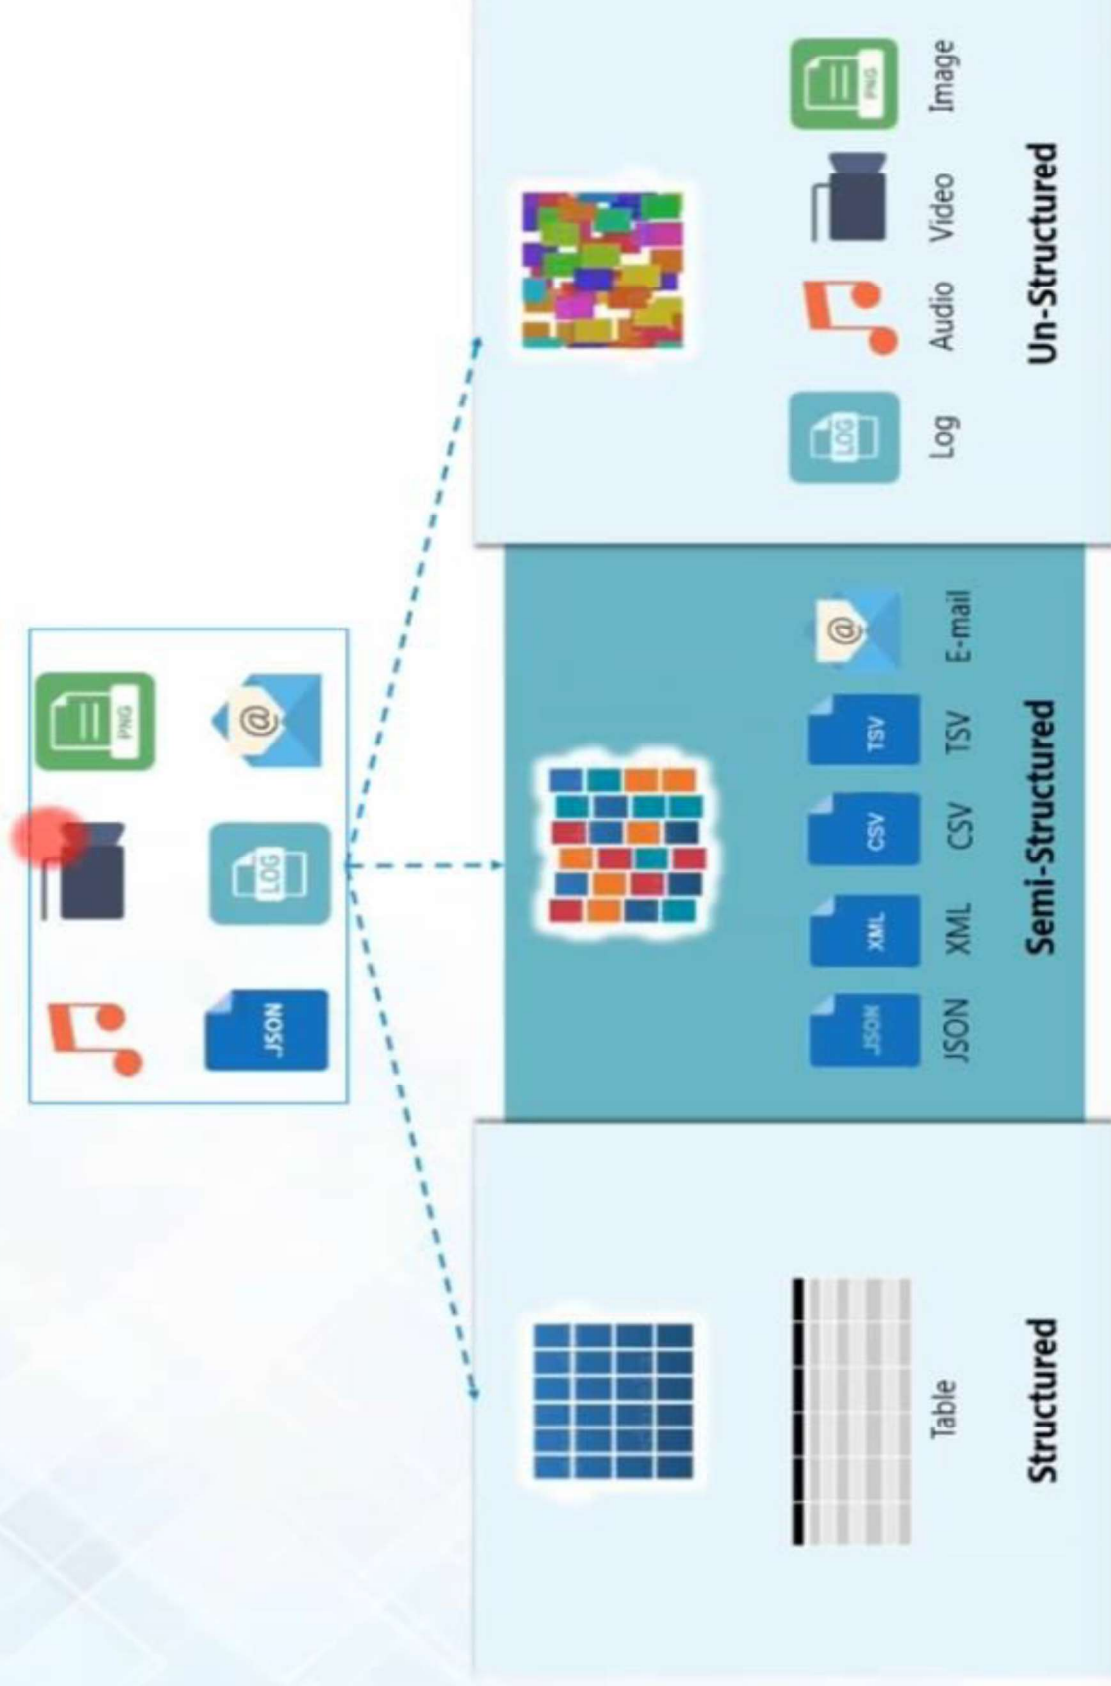 PNG
JSON
LOG
@
Table
Structured
JSON
XML
CSV
TSV
@
JSON
XML
CSV
TSV
E-mail
Semi-Structured
LOG
PNG
Log
Audio
Video
Image
Un-Structured